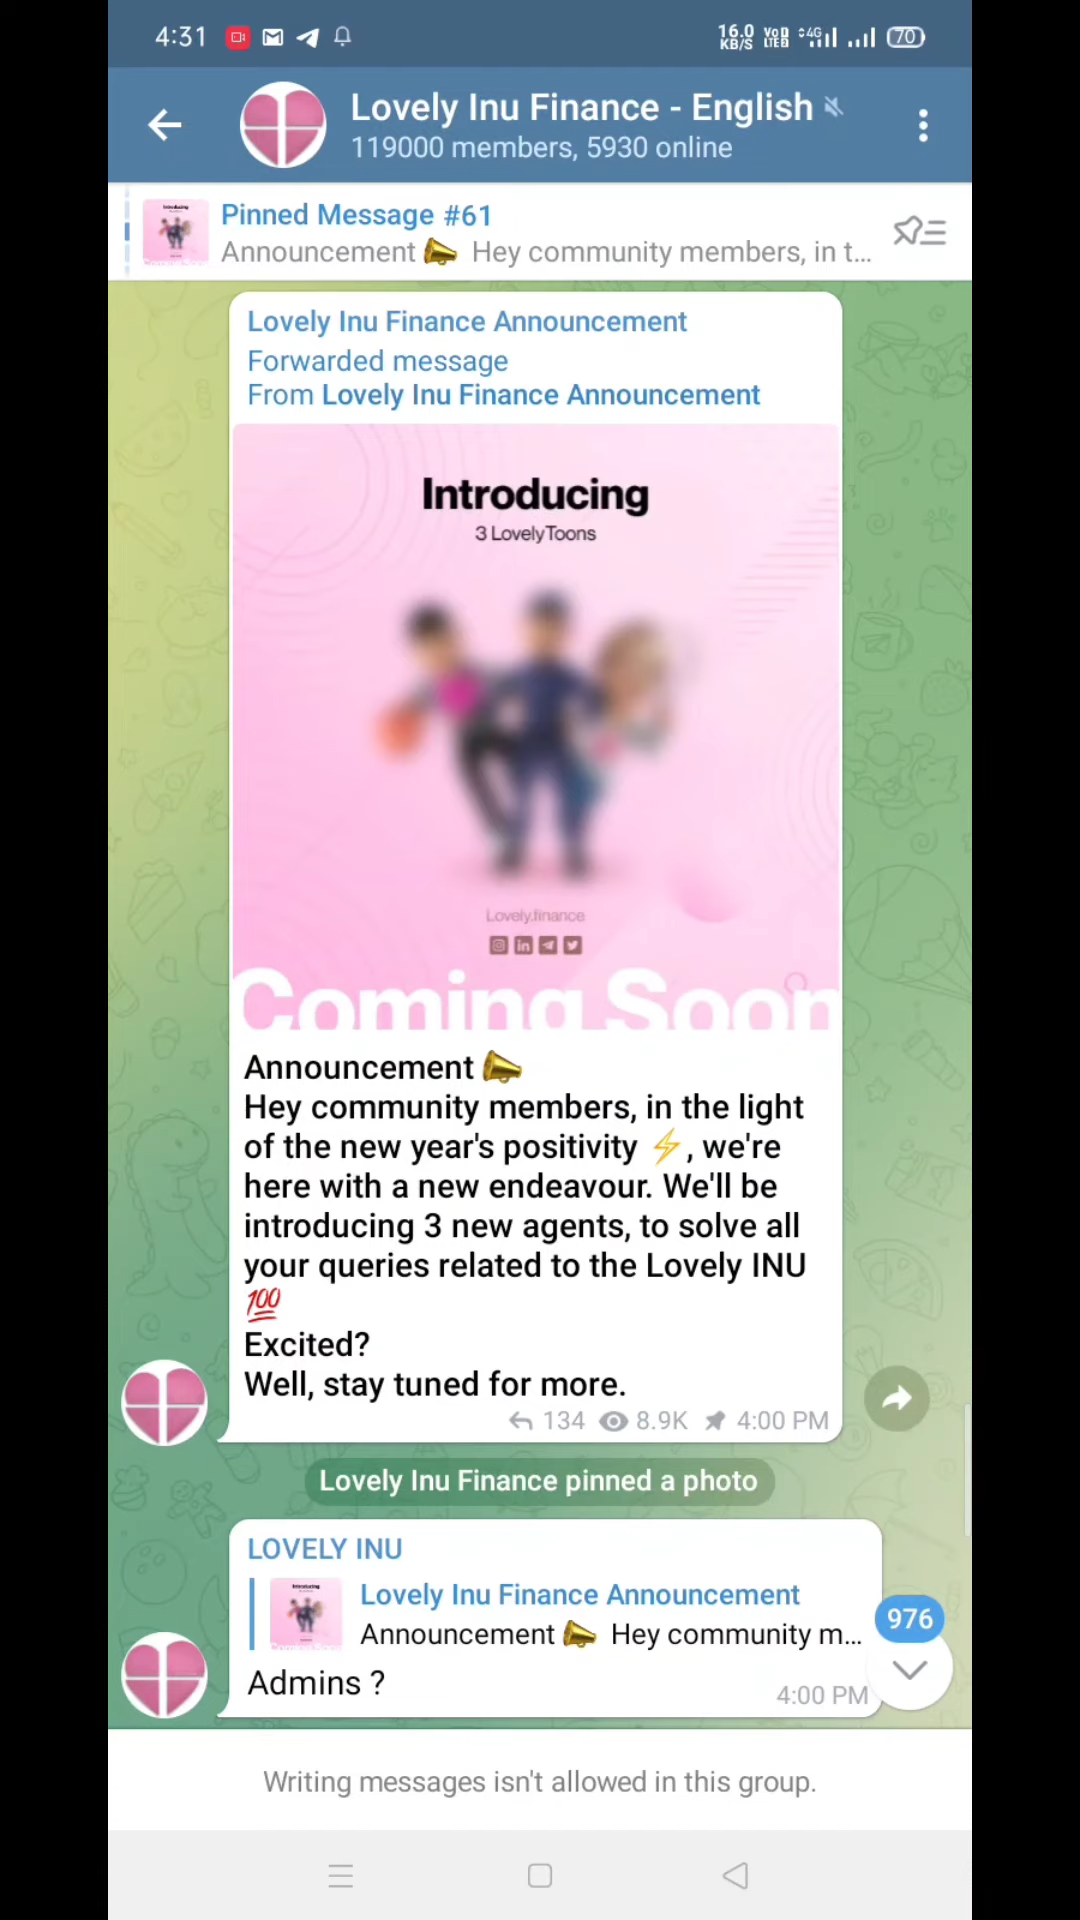 4:31
16.0 KB/S VoD LTED 4G 70
Lovely Inu Finance - English
119000 members, 5930 online
Pinned Message #61
Announcement 📣 Hey community members, in t...
Lovely Inu Finance Announcement
Forwarded message
From Lovely Inu Finance Announcement
Introducing
3 LovelyToons
Lovely.finance
Coming Soon
Announcement 📣
Hey community members, in the light
of the new year's positivity ⚡, we're
here with a new endeavour. We'll be
introducing 3 new agents, to solve all
your queries related to the Lovely INU
💯
Excited?
Well, stay tuned for more.
134 8.9K 4:00 PM
Lovely Inu Finance pinned a photo
LOVELY INU
Lovely Inu Finance Announcement
Announcement 📣 Hey community m...
Admins ?
4:00 PM
976
Writing messages isn't allowed in this group.